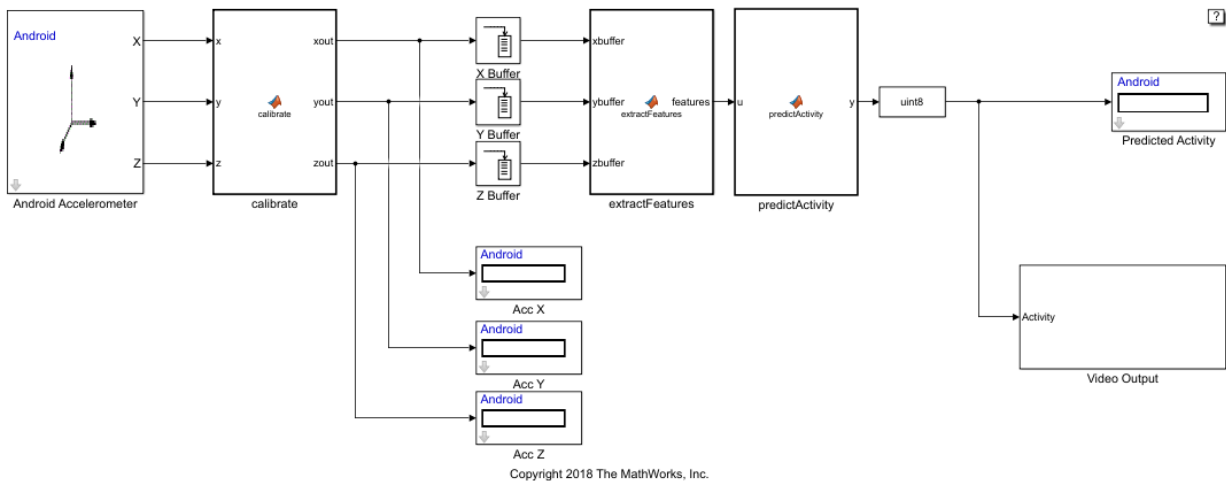 ?
Android
X
x
xout
xbuffer
X Buffer
Android
Y
y
calibrate
yout
ybuffer
extractFeatures
features
u
predictActivity
y
uint8
Y Buffer
Predicted Activity
Z
z
zout
zbuffer
Z Buffer
Android Accelerometer
calibrate
extractFeatures
predictActivity
Android
Acc X
Activity
Android
Acc Y
Video Output
Android
Acc Z
Copyright 2018 The MathWorks, Inc.